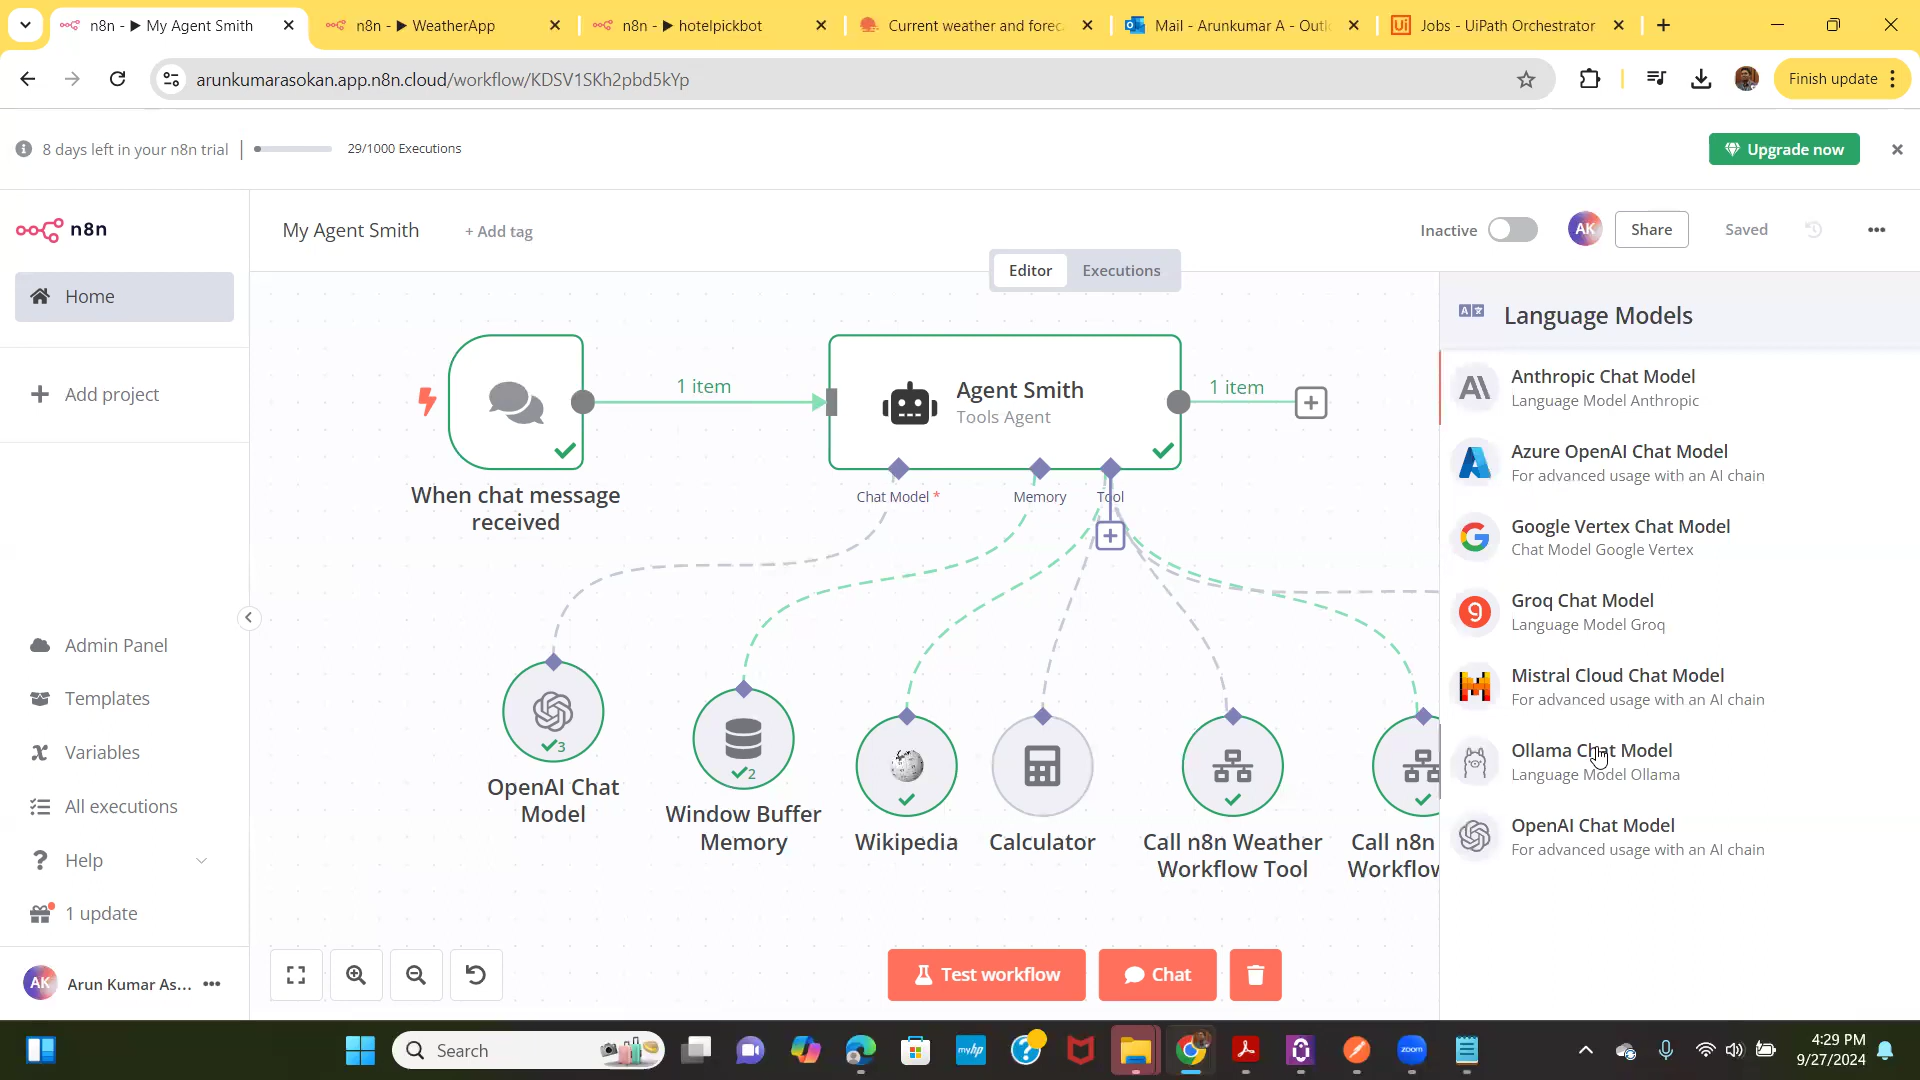 n8n - ▶ My Agent Smith
n8n - ▶ WeatherApp
n8n - ▶ hotelpickbot
Current weather and forec
Mail - Arunkumar A - Outl
Jobs - UiPath Orchestrator
arunkumarasokan.app.n8n.cloud/workflow/KDSV1SKh2pbd5kYp
Finish update
8 days left in your n8n trial
29/1000 Executions
Upgrade now
n8n
My Agent Smith
+ Add tag
Inactive
AK
Share
Saved
Editor
Executions
Home
Add project
Admin Panel
Templates
Variables
All executions
Help
1 update
AK
Arun Kumar As...
1 item
Agent Smith
Tools Agent
1 item
When chat message
received
Chat Model *
Memory
Tool
3
OpenAI Chat
Model
2
Window Buffer
Memory
Wikipedia
Calculator
Call n8n Weather
Workflow Tool
Call n8n
Workflow
Test workflow
Chat
Language Models
Anthropic Chat Model
Language Model Anthropic
Azure OpenAI Chat Model
For advanced usage with an AI chain
Google Vertex Chat Model
Chat Model Google Vertex
Groq Chat Model
Language Model Groq
Mistral Cloud Chat Model
For advanced usage with an AI chain
Ollama Chat Model
Language Model Ollama
OpenAI Chat Model
For advanced usage with an AI chain
Search
myhp
zoom
4:29 PM
9/27/2024